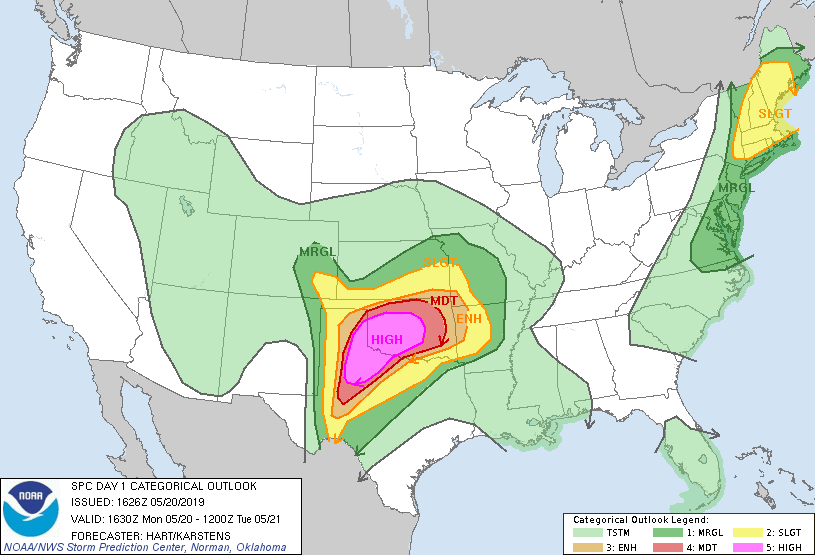 SLGT
MRGL
MRGL
SLGT
MDT
ENH
HIGH
NOAA
SPC DAY 1 CATEGORICAL OUTLOOK
ISSUED: 1626Z 05/20/2019
VALID: 1630Z Mon 05/20 - 1200Z Tue 05/21
FORECASTER: HART/KARSTENS
NOAA/NWS Storm Prediction Center, Norman, Oklahoma
Categorical Outlook Legend:
TSTM 1: MRGL 2: SLGT
3: ENH 4: MDT 5: HIGH